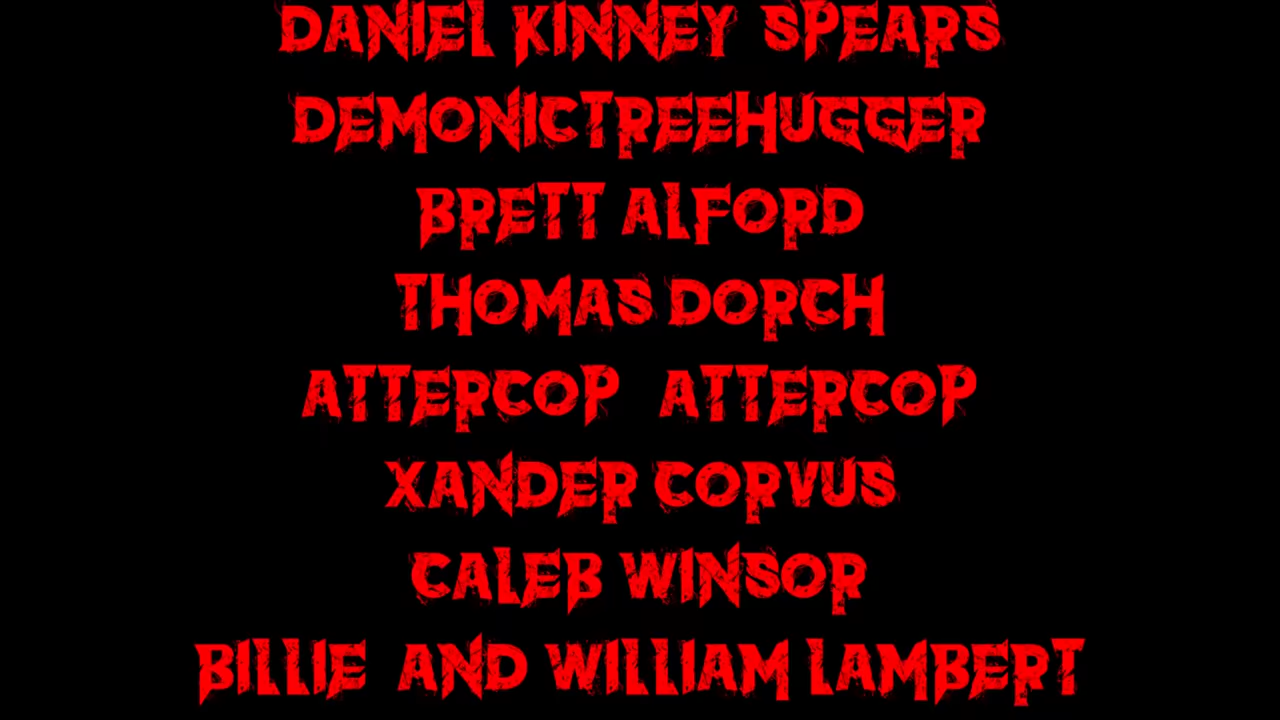 DANIEL KINNEY SPEARS
DEMONICTREEHUGGER
BRETT ALFORD
THOMAS DORCH
ATTERCOP ATTERCOP
XANDER CORVUS
CALEB WINSOR
BILLIE AND WILLIAM LAMBERT